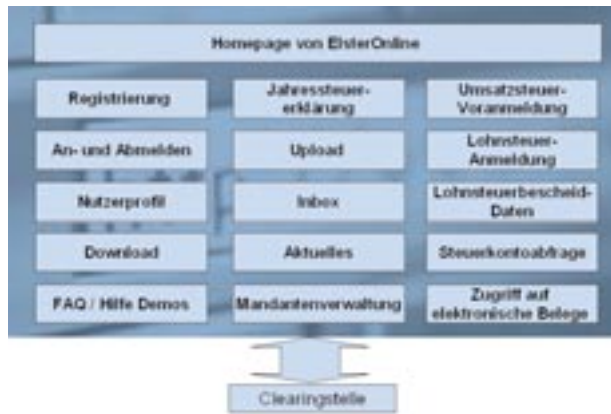 Homepage von ElsterOnline
Registrierung
Jahressteuer-
erklärung
Umsatzsteuer-
Voranmeldung
An- und Abmelden
Upload
Lohnsteuer-
Anmeldung
Nutzerprofil
Inbox
Lohnsteuerbescheid-
Daten
Download
Aktuelles
Steuerkontoabfrage
FAQ / Hilfe Demos
Mandantenverwaltung
Zugriff auf
elektronische Belege
Clearingstelle